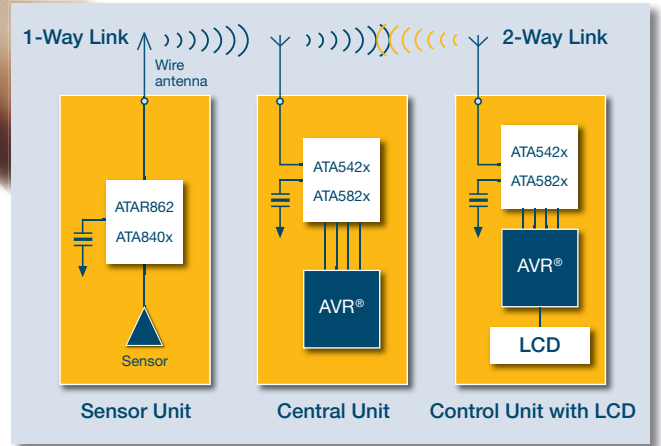 1-Way Link
2-Way Link
Wire
antenna
ATAR862
ATA840x
Sensor
ATA542x
ATA582x
AVR®
ATA542x
ATA582x
AVR®
LCD
Sensor Unit
Central Unit
Control Unit with LCD